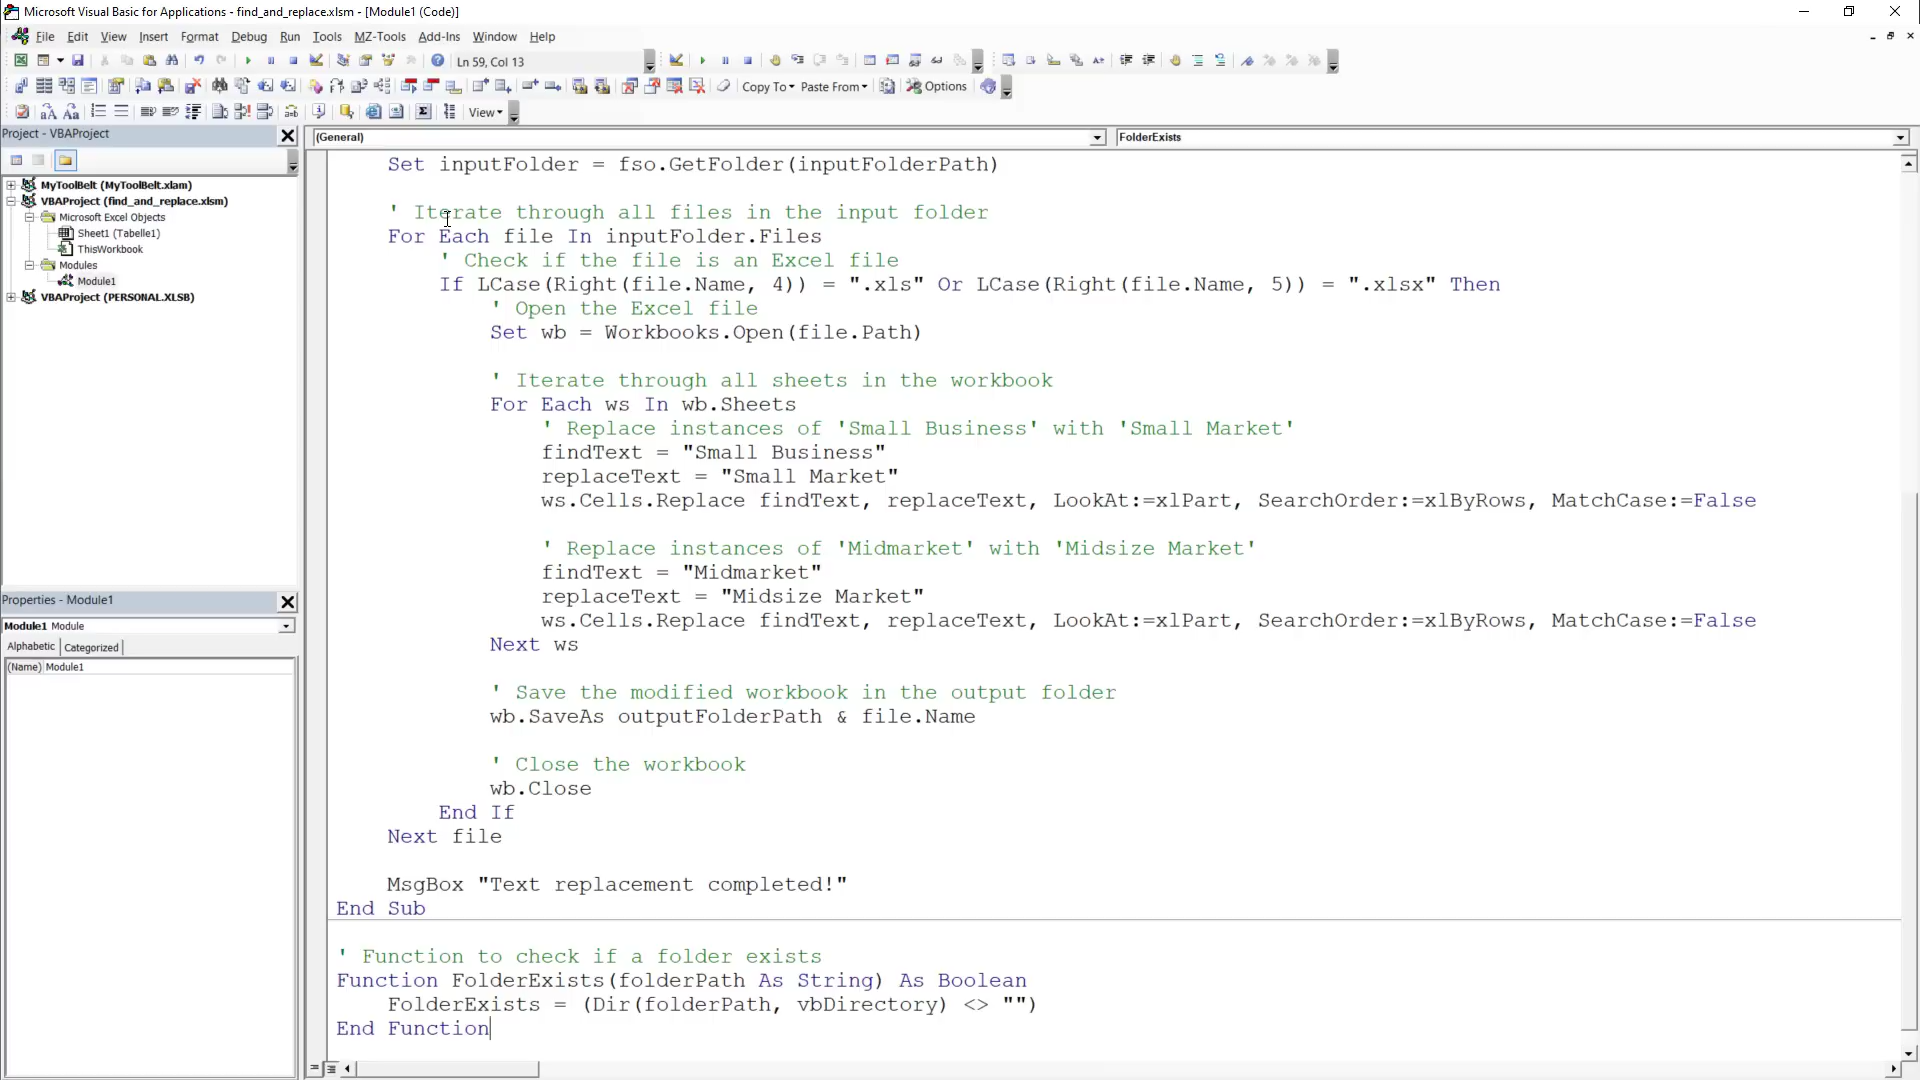 Microsoft Visual Basic for Applications - find_and_replace.xlsm - [Module1 (Code)]
File Edit View Insert Format Debug Run Tools MZ-Tools Add-Ins Window Help
Ln 59, Col 13
Copy To Paste From Options
View
Project - VBAProject
(General) FolderExists
MyToolBelt (MyToolBelt.xlam)
VBAProject (find_and_replace.xlsm)
Microsoft Excel Objects
Sheet1 (Tabelle1)
ThisWorkbook
Modules
Module1
VBAProject (PERSONAL.XLSB)
Properties - Module1
Module1 Module
Alphabetic Categorized
(Name) Module1
Set inputFolder = fso.GetFolder(inputFolderPath)
' Iterate through all files in the input folder
For Each file In inputFolder.Files
' Check if the file is an Excel file
If LCase(Right(file.Name, 4)) = ".xls" Or LCase(Right(file.Name, 5)) = ".xlsx" Then
' Open the Excel file
Set wb = Workbooks.Open(file.Path)
' Iterate through all sheets in the workbook
For Each ws In wb.Sheets
' Replace instances of 'Small Business' with 'Small Market'
findText = "Small Business"
replaceText = "Small Market"
ws.Cells.Replace findText, replaceText, LookAt:=xlPart, SearchOrder:=xlByRows, MatchCase:=False
' Replace instances of 'Midmarket' with 'Midsize Market'
findText = "Midmarket"
replaceText = "Midsize Market"
ws.Cells.Replace findText, replaceText, LookAt:=xlPart, SearchOrder:=xlByRows, MatchCase:=False
Next ws
' Save the modified workbook in the output folder
wb.SaveAs outputFolderPath & file.Name
' Close the workbook
wb.Close
End If
Next file
MsgBox "Text replacement completed!"
End Sub
' Function to check if a folder exists
Function FolderExists(folderPath As String) As Boolean
FolderExists = (Dir(folderPath, vbDirectory) <> "")
End Function